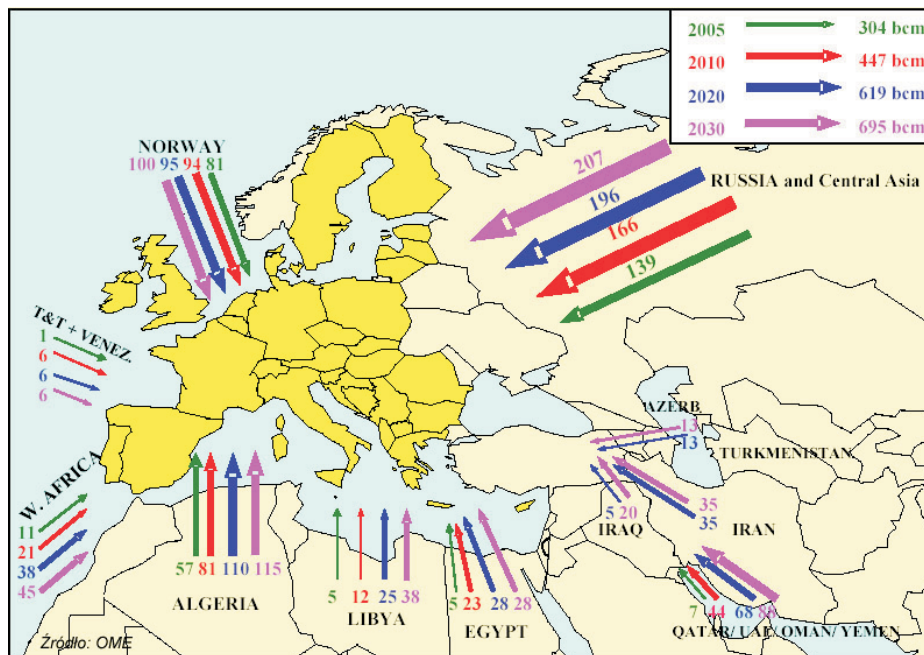 2005 304 bcm
2010 447 bcm
2020 619 bcm
2030 695 bcm
NORWAY
100 95 94 81
207
RUSSIA and Central Asia
196
166
139
T&T + VENEZ.
1
6
6
6
AZERB
13
13
TURKMENISTAN
W. AFRICA
11
21
38
45
5 20
IRAQ
35
35
IRAN
57 81 110 115
ALGERIA
5 12 25 38
LIBYA
5 23 28 28
EGYPT
7 44 68
QATAR/ UAE/ OMAN/ YEMEN
• Źródło: OME